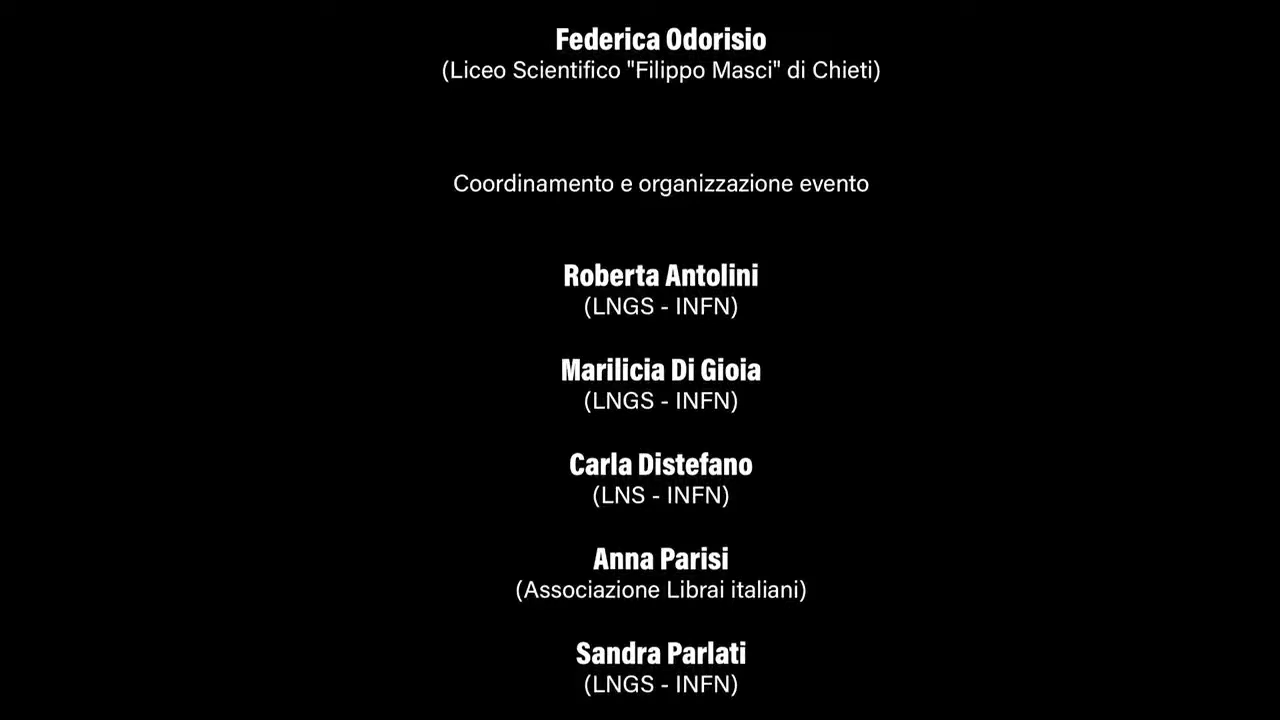 Federica Odorisio
(Liceo Scientifico "Filippo Masci" di Chieti)
Coordinamento e organizzazione evento
Roberta Antolini
(LNGS - INFN)
Marilicia Di Gioia
(LNGS - INFN)
Carla Distefano
(LNS - INFN)
Anna Parisi
(Associazione Librai italiani)
Sandra Parlati
(LNGS - INFN)